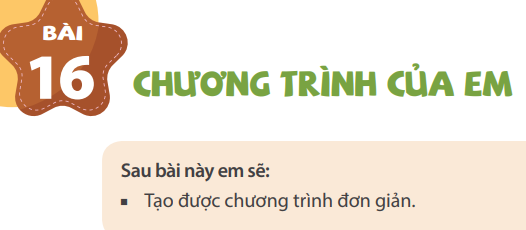 BÀI
16
CHƯƠNG TRÌNH CỦA EM
Sau bài này em sẽ:
▪ Tạo được chương trình đơn giản.